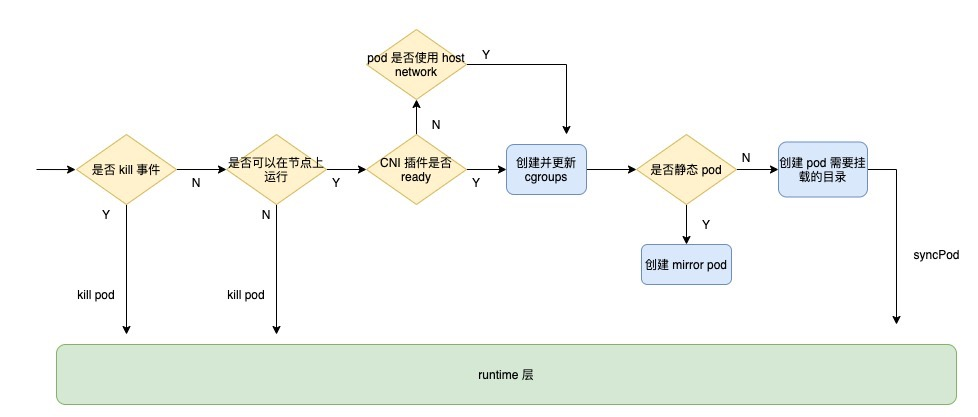 pod 是否使用 host
network
Y
N
是否 kill 事件
N
是否可以在节点上
运行
Y
CNI 插件是否
ready
Y
创建并更新
cgroups
是否静态 pod
N
创建 pod 需要挂
载的目录
Y
N
Y
创建 mirror pod
syncPod
kill pod
kill pod
runtime 层